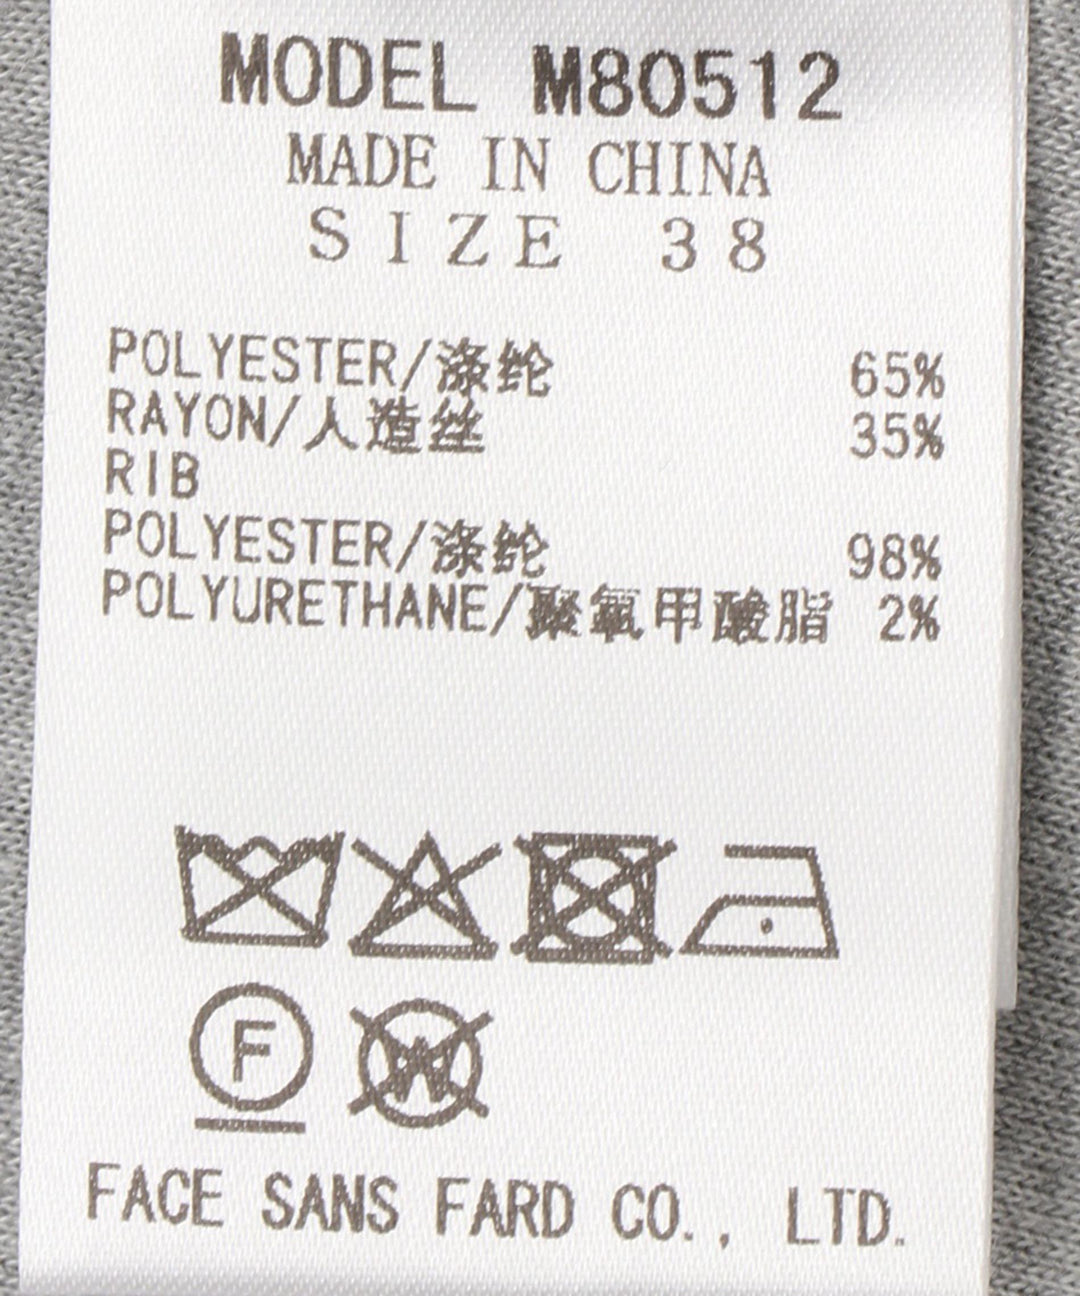 MODEL M80512
MADE IN CHINA
SIZE 38
POLYESTER/涤纶 65%
RAYON/人造丝 35%
RIB
POLYESTER/涤纶 98%
POLYURETHANE/聚氨甲酸脂 2%
F
W
FACE SANS FARD CO., LTD.